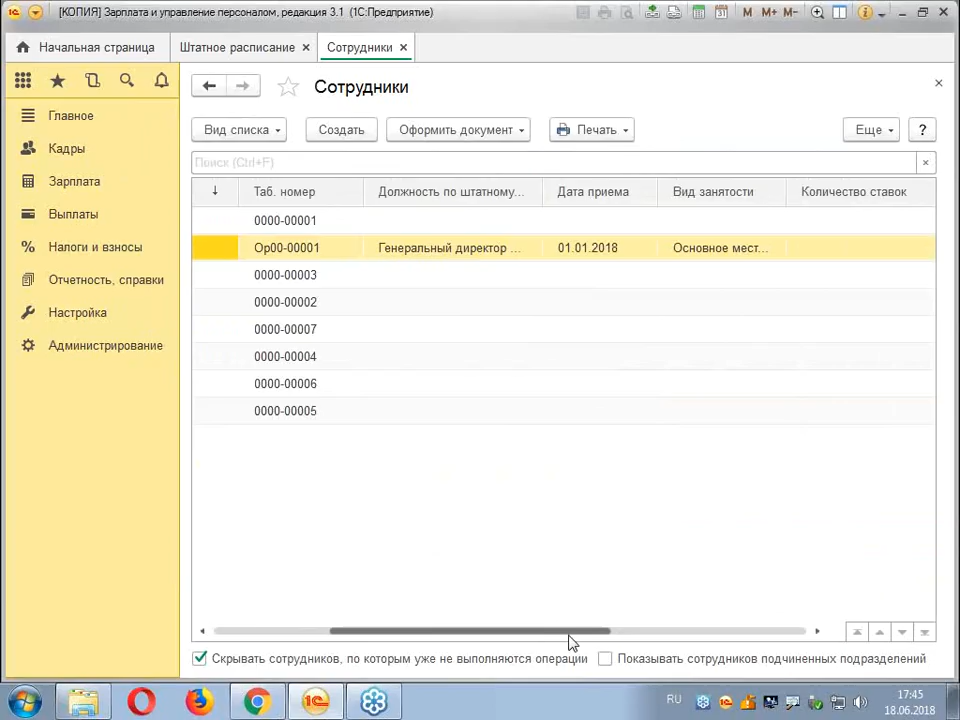 [КОПИЯ] Зарплата и управление персоналом, редакция 3.1 (1С:Предприятие)
M M+ M-
Начальная страница
Штатное расписание
Сотрудники
Сотрудники
Главное
Кадры
Зарплата
Выплаты
Налоги и взносы
Отчетность, справки
Настройка
Администрирование
Вид списка
Создать
Оформить документ
Печать
Еще
?
Поиск (Ctrl+F)
Таб. номер
Должность по штатному...
Дата приема
Вид занятости
Количество ставок
0000-00001
Ор00-00001 Генеральный директор ... 01.01.2018 Основное мест...
0000-00003
0000-00002
0000-00007
0000-00004
0000-00006
0000-00005
Скрывать сотрудников, по которым уже не выполняются операции
Показывать сотрудников подчиненных подразделений
RU
17:45
18.06.2018